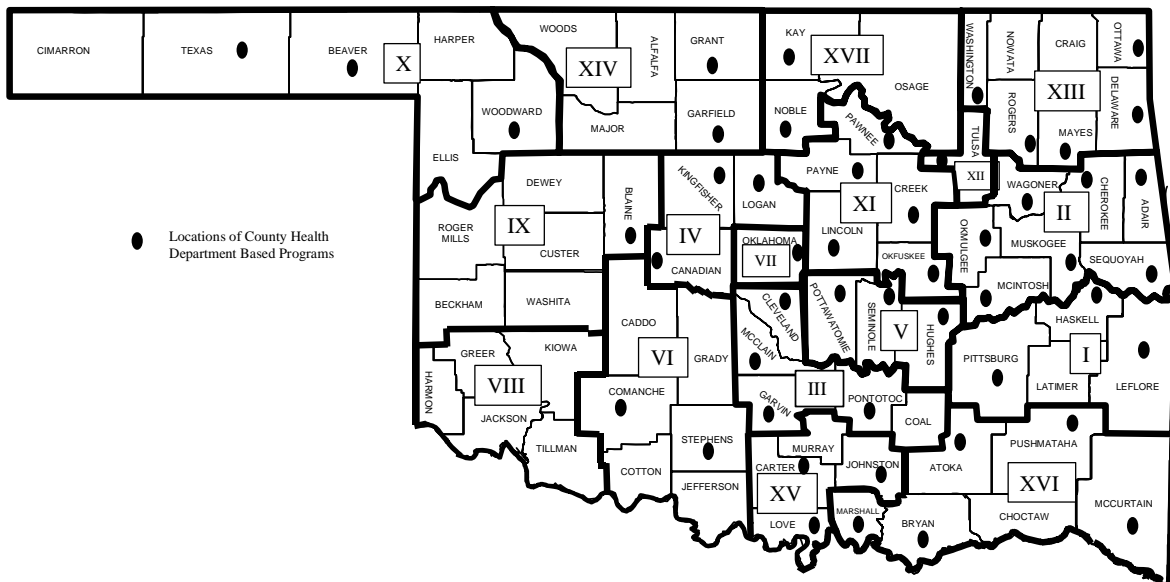 WOODS
HARPER
GRANT
KAY
OTTAWA
CRAIG
NOWATA
WASHINGTON
ALFALFA
CIMARRON
TEXAS
BEAVER
X
XIV
XVII
OSAGE
XIII
DELAWARE
WOODWARD
GARFIELD
NOBLE
PAWNEE
ROGERS
MAYES
MAJOR
TULSA
ELLIS
DEWEY
BLAINE
KINGFISHER
LOGAN
PAYNE
CREEK
XII
WAGONER
CHEROKEE
ADAIR
ROGER
MILLS
IX
CUSTER
IV
CANADIAN
OKLAHOMA
VII
XI
LINCOLN
OKFUSKEE
OKMULGEE
II
MUSKOGEE
SEQUOYAH
MCINTOSH
Locations of County Health
Department Based Programs
BECKHAM
WASHITA
CADDO
GRADY
VI
CLEVELAND
MCCLAIN
POTTAWATOMIE
SEMINOLE
V
HUGHES
HASKELL
PITTSBURG
I
LATIMER
LEFLORE
GREER
KIOWA
HARMON
VIII
JACKSON
TILLMAN
COMANCHE
III
GARVIN
PONTOTOC
COAL
STEPHENS
COTTON
JEFFERSON
MURRAY
CARTER
JOHNSTON
ATOKA
PUSHMATAHA
XV
XVI
MCCURTAIN
LOVE
MARSHALL
BRYAN
CHOCTAW